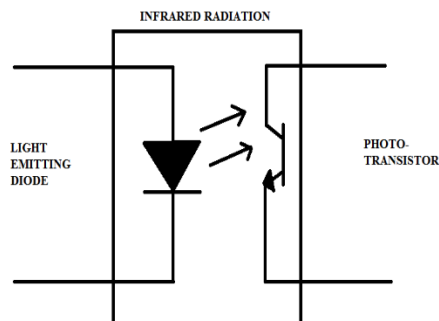 INFRARED RADIATION
LIGHT
EMITTING
DIODE
PHOTO-
TRANSISTOR